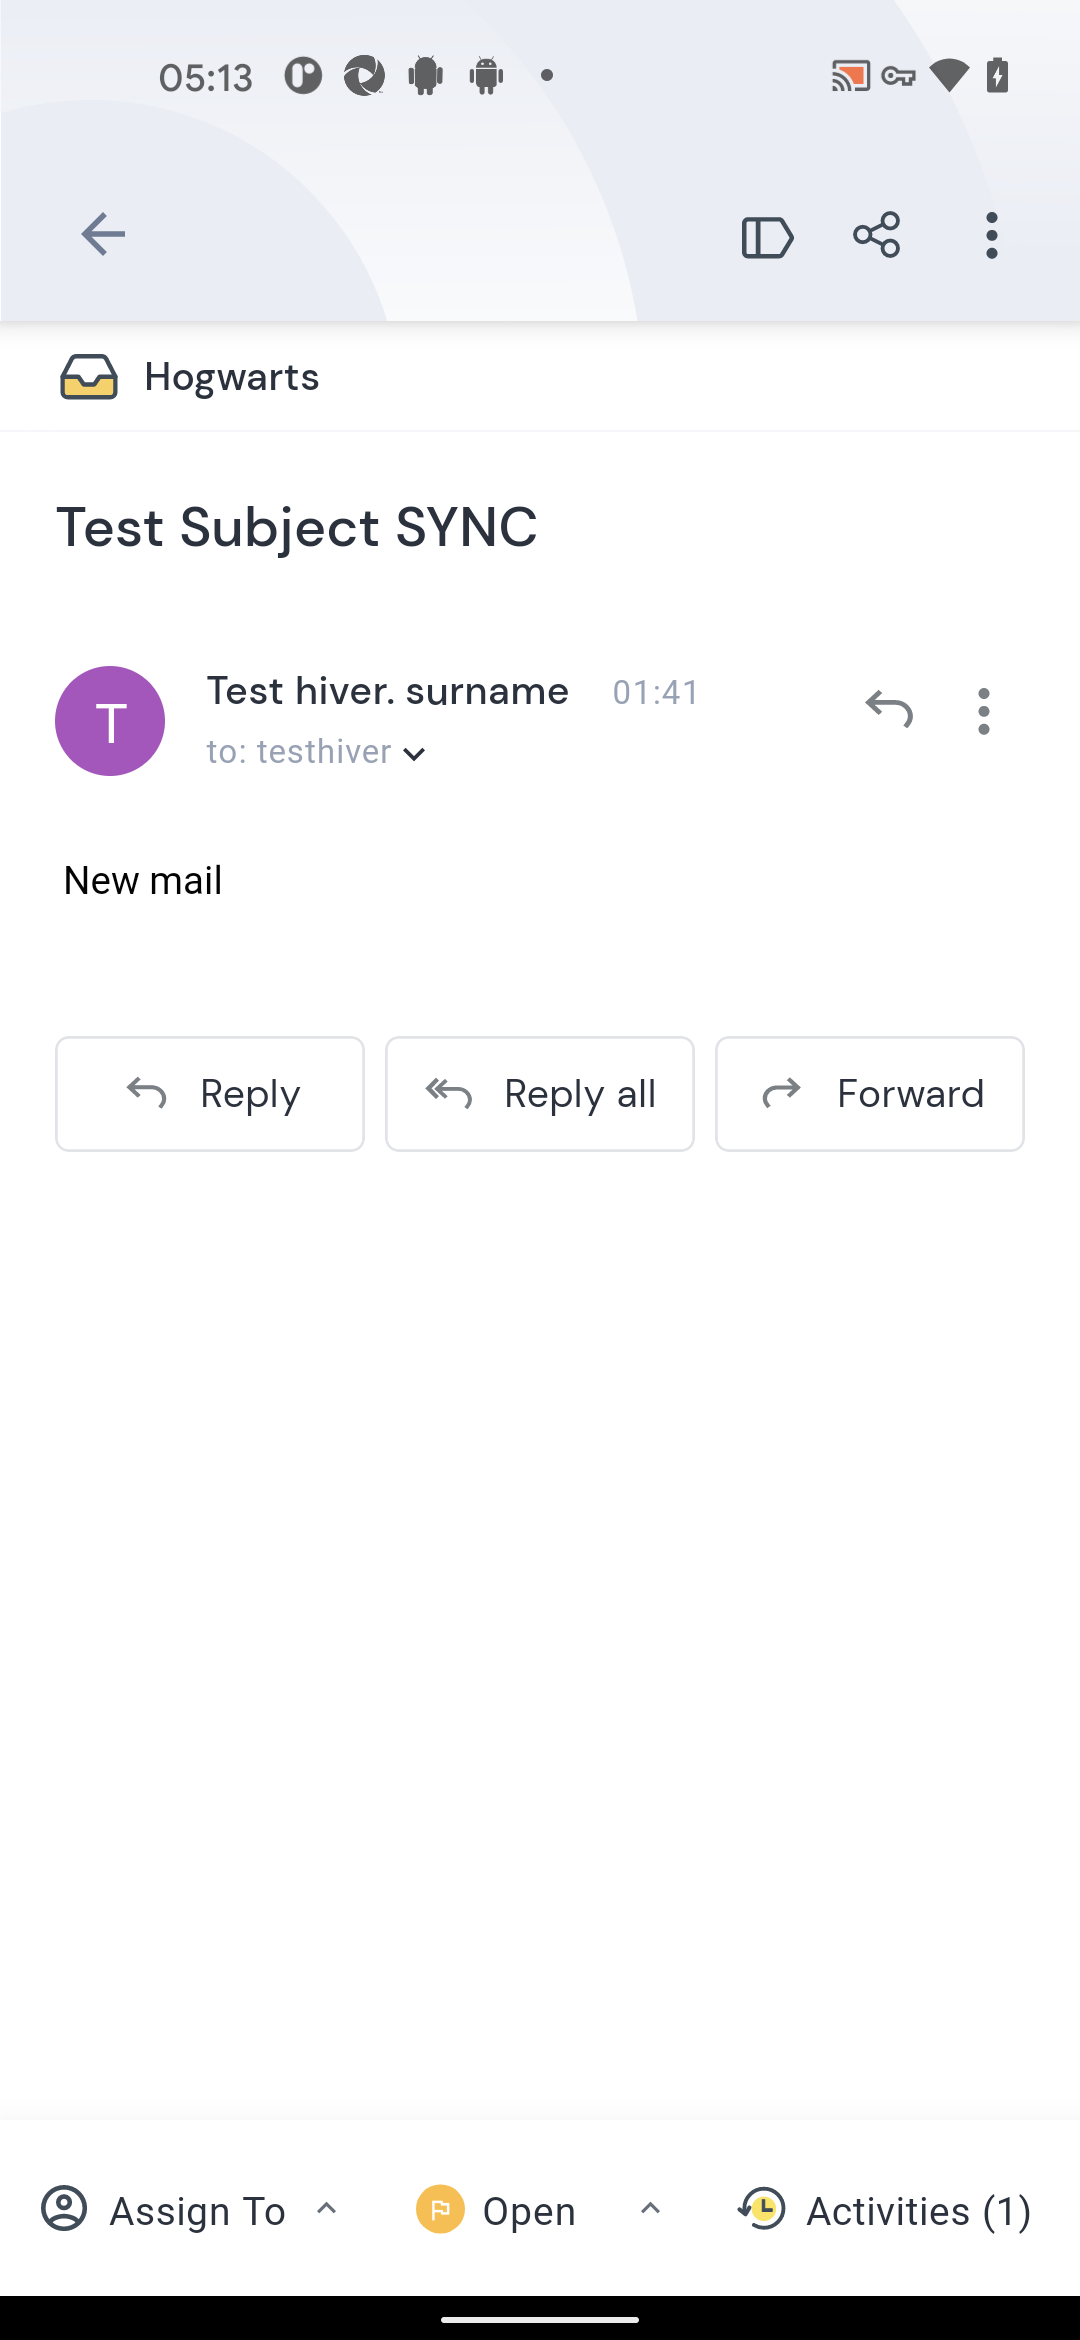 05:13
Hogwarts
Test Subject SYNC
T
Test hiver. surname 01:41
to: testhiver
New mail
Reply Reply all Forward
Assign To Open Activities (1)